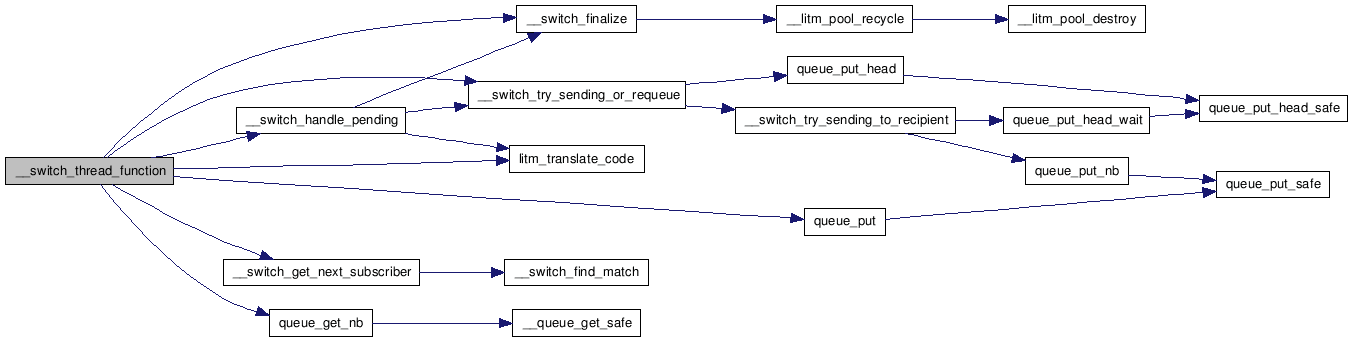 __switch_finalize
__litm_pool_recycle
__litm_pool_destroy
queue_put_head
__switch_try_sending_or_requeue
queue_put_head_safe
__switch_handle_pending
__switch_try_sending_to_recipient
queue_put_head_wait
litm_translate_code
__switch_thread_function
queue_put_nb
queue_put_safe
queue_put
__switch_get_next_subscriber
__switch_find_match
queue_get_nb
__queue_get_safe